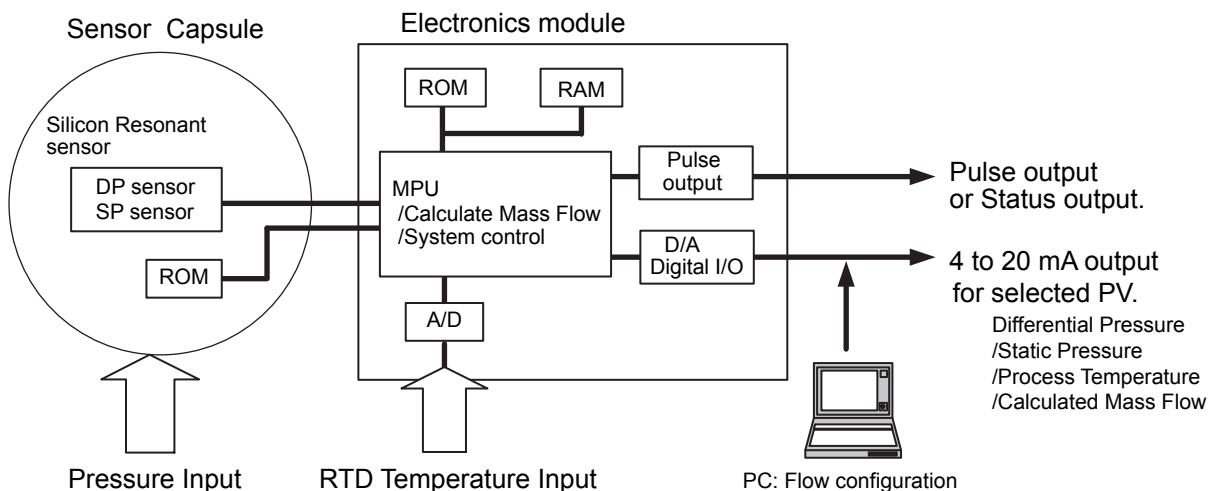 Sensor Capsule
Electronics module
Silicon Resonant
sensor
DP sensor
SP sensor
ROM
ROM
RAM
MPU
/Calculate Mass Flow
/System control
A/D
Pulse
output
D/A
Digital I/O
Pulse output
or Status output.
4 to 20 mA output
for selected PV.
Differential Pressure
/Static Pressure
/Process Temperature
/Calculated Mass Flow
Pressure Input
RTD Temperature Input
PC: Flow configuration